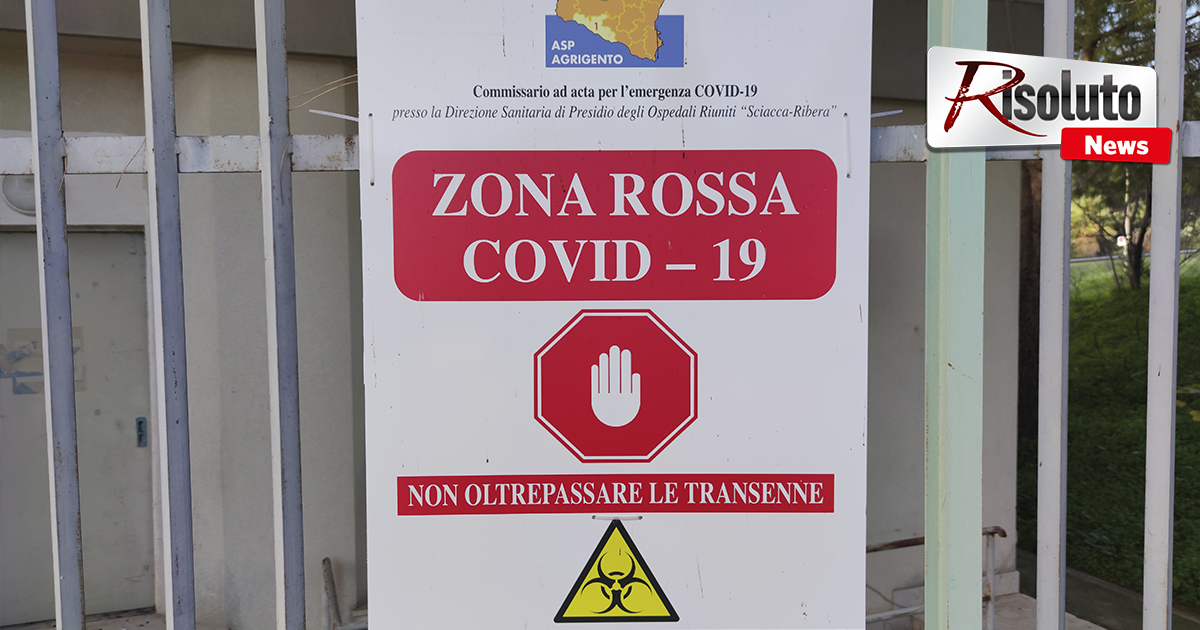 ASP
AGRIGENTO
Commissario ad acta per l'emergenza COVID-19
presso la Direzione Sanitaria di Presidio degli Ospedali Riuniti “Sciacca-Ribera”
ZONA ROSSA
COVID – 19
NON OLTREPASSARE LE TRANSENNE
Risoluto
News